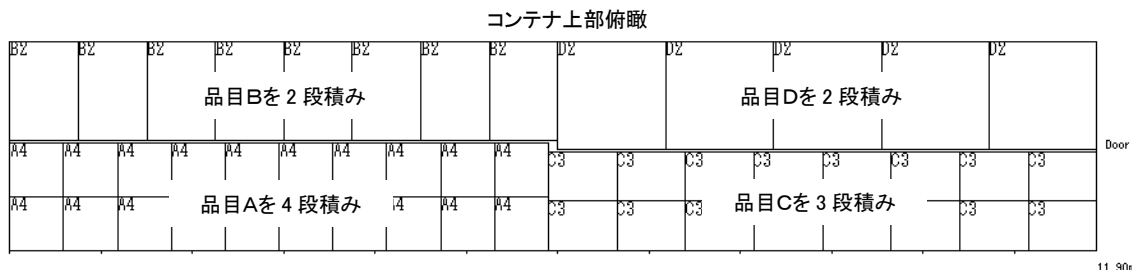 コンテナ上部俯瞰
B2 B2 B2 B2 B2 B2 B2 B2 D2 D2 D2 D2 D2
品目Bを2段積み 品目Dを2段積み
Door
A4 A4 A4 A4 A4 A4 A4 A4 A4 A4 C3 C3 C3 C3 C3 C3 C3 C3
A4 A4 A4 品目Aを4段積み A4 A4 A4 C3 C3 C3 品目Cを3段積み C3 C3
11.90m